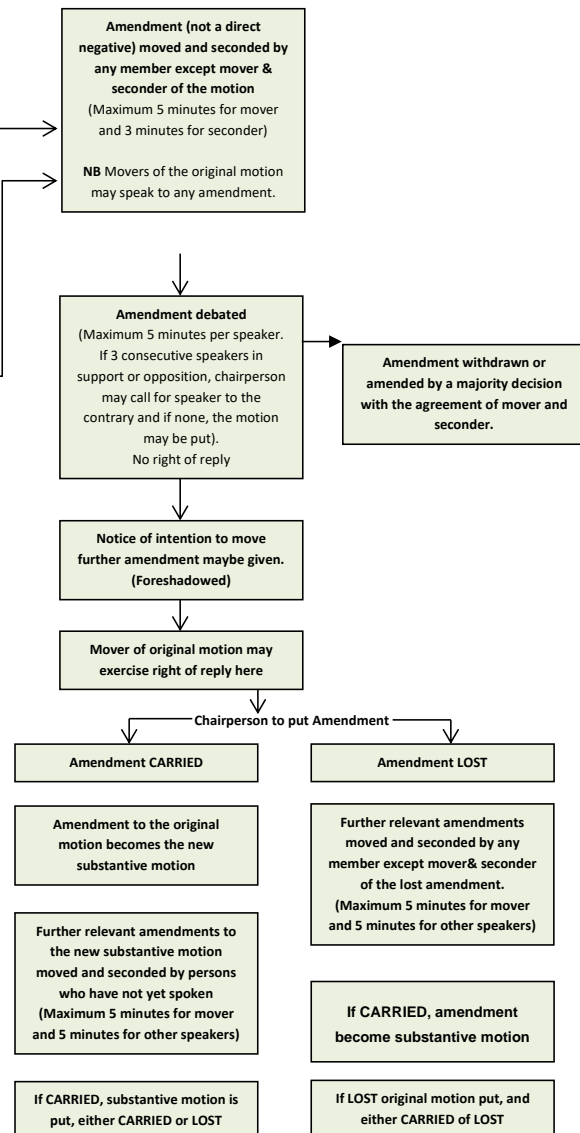 Amendment (not a direct
negative) moved and seconded by
any member except mover &
seconder of the motion
(Maximum 5 minutes for mover
and 3 minutes for seconder)
NB Movers of the original motion
may speak to any amendment.
Amendment debated
(Maximum 5 minutes per speaker.
If 3 consecutive speakers in
support or opposition, chairperson
may call for speaker to the
contrary and if none, the motion
may be put).
No right of reply
Amendment withdrawn or
amended by a majority decision
with the agreement of mover and
seconder.
Notice of intention to move
further amendment maybe given.
(Foreshadowed)
Mover of original motion may
exercise right of reply here
Chairperson to put Amendment
Amendment CARRIED
Amendment to the original
motion becomes the new
substantive motion
Further relevant amendments to
the new substantive motion
moved and seconded by persons
who have not yet spoken
(Maximum 5 minutes for mover
and 5 minutes for other speakers)
If CARRIED, substantive motion is
put, either CARRIED or LOST
Amendment LOST
Further relevant amendments
moved and seconded by any
member except mover& seconder
of the lost amendment.
(Maximum 5 minutes for mover
and 5 minutes for other speakers)
If CARRIED, amendment
become substantive motion
If LOST original motion put, and
either CARRIED of LOST